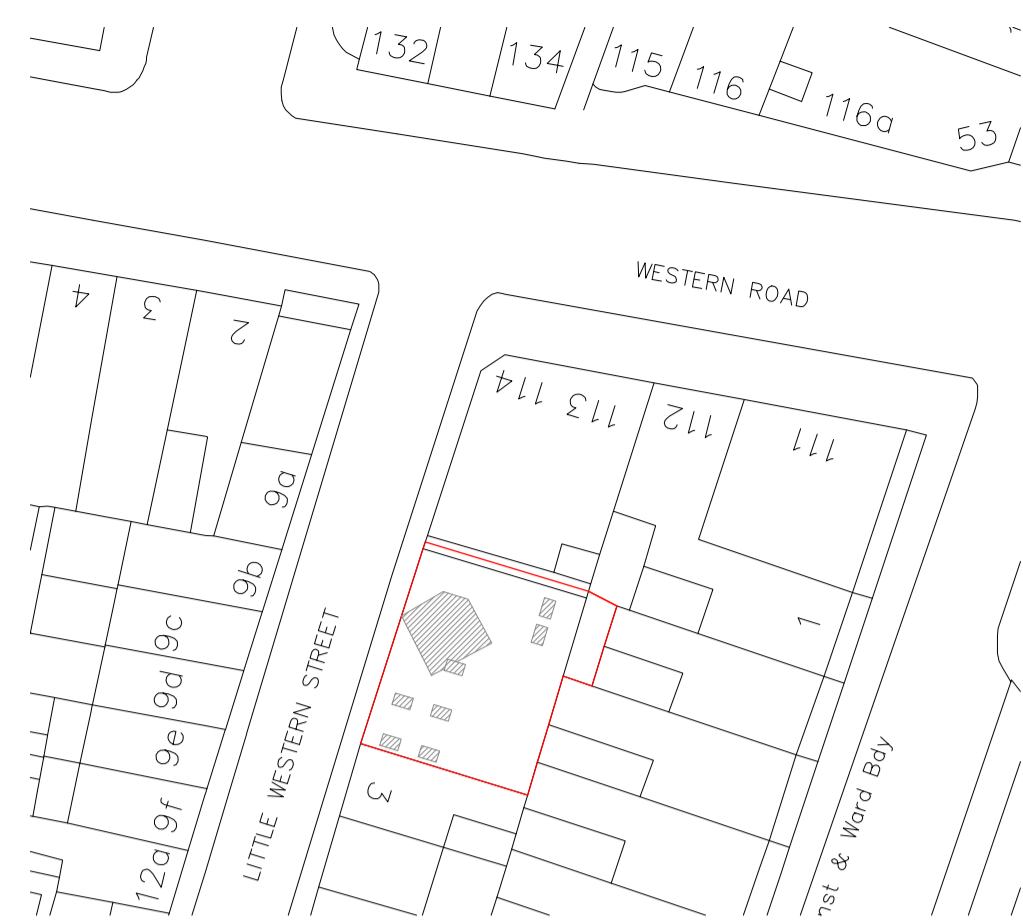 132
134
115
116
116a
53
WESTERN ROAD
4
3
2
114
113
112
111
9a
9b
9c
9d
9e
9f
12a
LITTLE WESTERN STREET
3
1
nst & Ward Bdy